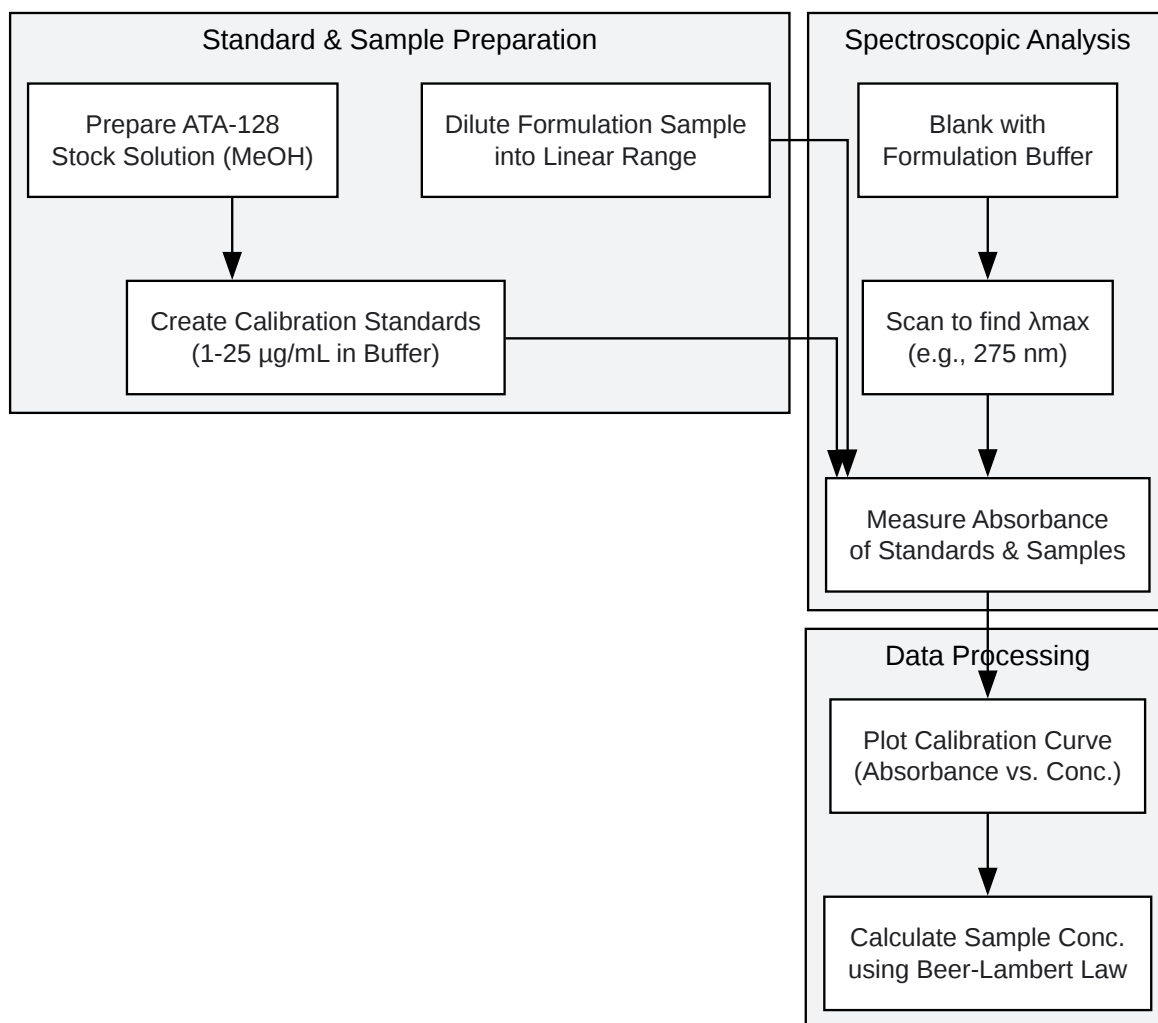 Standard & Sample Preparation
Prepare ATA-128
Stock Solution (MeOH)
Dilute Formulation Sample
into Linear Range
Create Calibration Standards
(1-25 µg/mL in Buffer)
Spectroscopic Analysis
Blank with
Formulation Buffer
Scan to find λmax
(e.g., 275 nm)
Measure Absorbance
of Standards & Samples
Data Processing
Plot Calibration Curve
(Absorbance vs. Conc.)
Calculate Sample Conc.
using Beer-Lambert Law